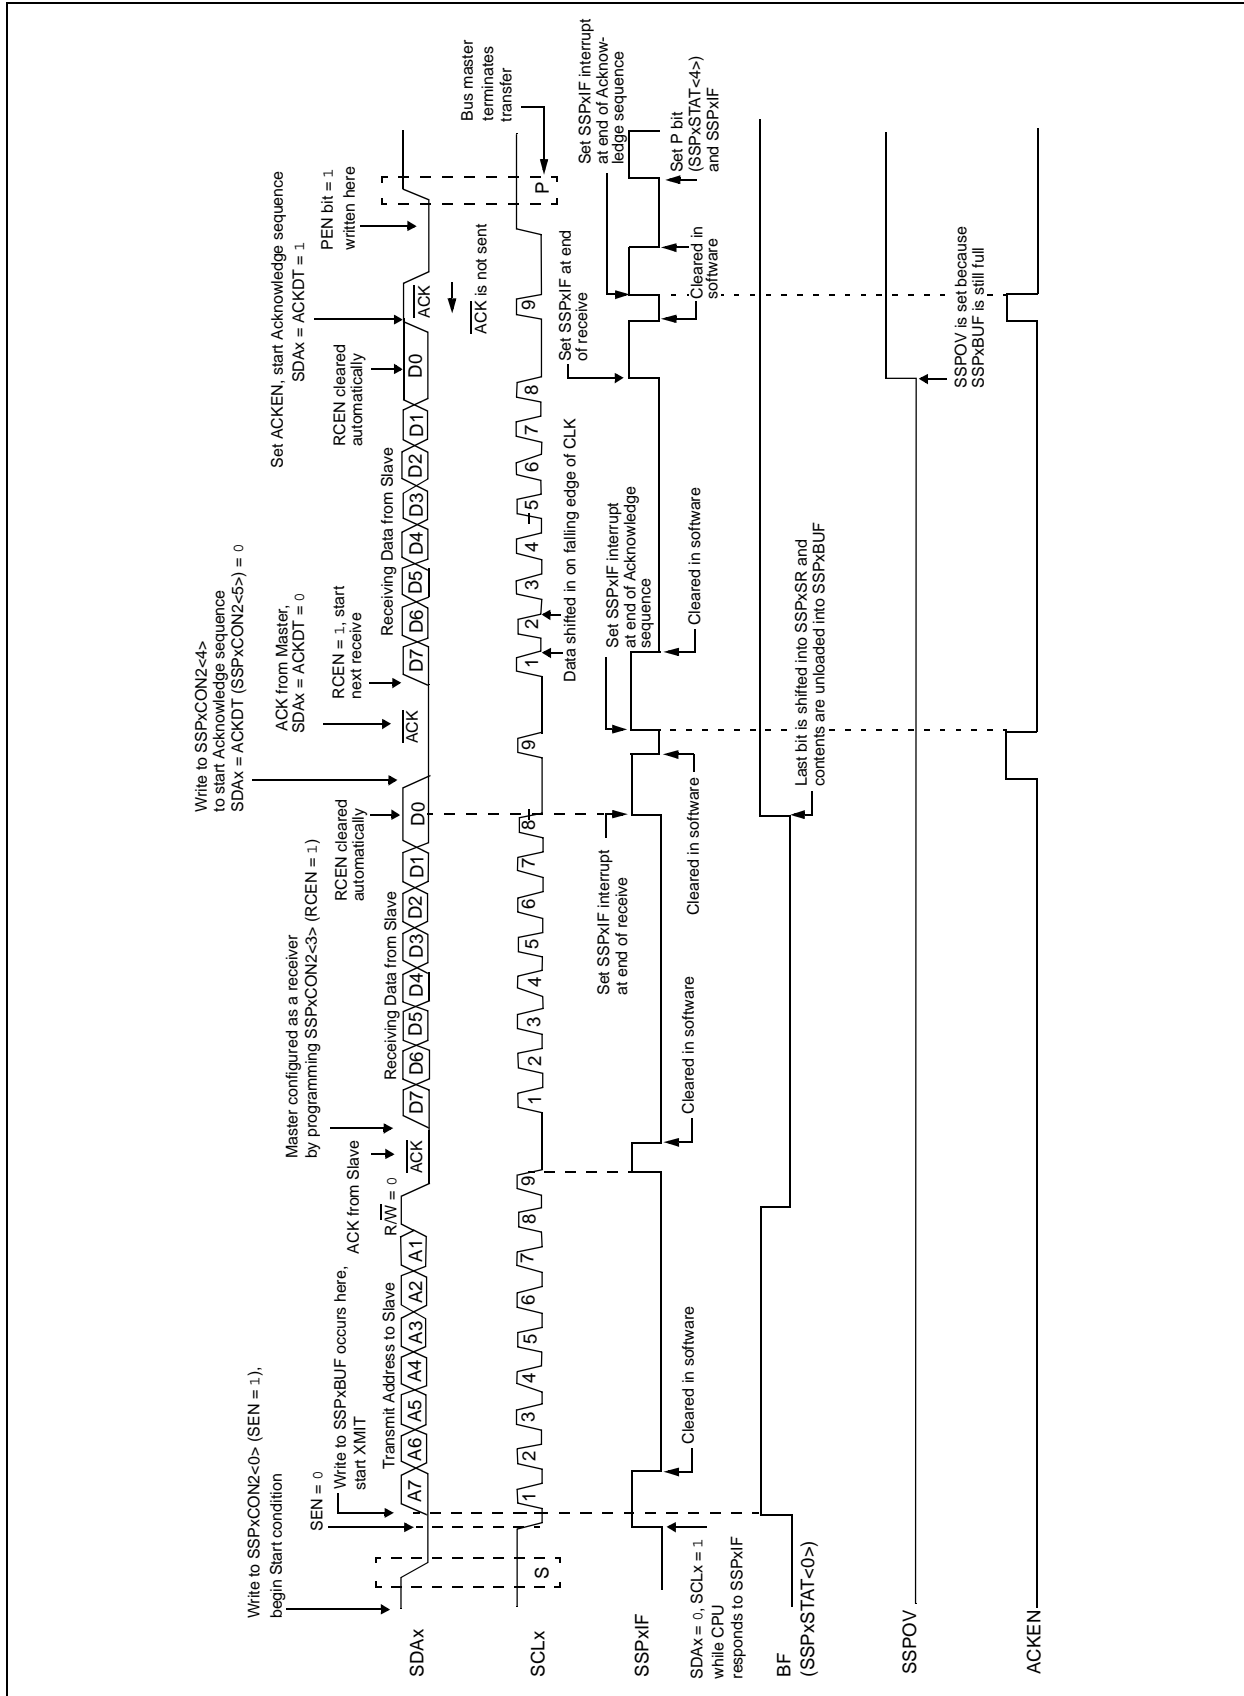 Write to SSPxCON2<0> (SEN = 1),
begin Start condition
SEN = 0
Write to SSPxBUF occurs here,
start XMIT
ACK from Slave
Master configured as a receiver
by programming SSPxCON2<3> (RCEN = 1)
RCEN cleared
automatically
Write to SSPxCON2<4>
to start Acknowledge sequence
SDAx = ACKDT (SSPxCON2<5>) = 0
ACK from Master,
SDAx = ACKDT = 0
RCEN = 1, start
next receive
RCEN cleared
automatically
Set ACKEN, start Acknowledge sequence
SDAx = ACKDT = 1
PEN bit = 1
written here
Transmit Address to Slave
R/W = 0
Receiving Data from Slave
Receiving Data from Slave
SDAx
A7 A6 A5 A4 A3 A2 A1
ACK
D7 D6 D5 D4 D3 D2 D1 D0
ACK
D7 D6 D5 D4 D3 D2 D1 D0
ACK
ACK is not sent
Bus master
terminates
transfer
SCLx
S
1 2 3 4 5 6 7 8 9
1 2 3 4 5 6 7 8 9
1 2 3 4 5 6 7 8 9
P
Data shifted in on falling edge of CLK
Set SSPxIF interrupt
at end of receive
Set SSPxIF interrupt
at end of Acknowledge
sequence
Set SSPxIF at end
of receive
Set SSPxIF interrupt
at end of Acknow-
ledge sequence
SSPxIF
SDAx = 0, SCLx = 1
while CPU
responds to SSPxIF
Cleared in software
Cleared in software
Cleared in software
Cleared in software
Cleared in
software
Set P bit
(SSPxSTAT<4>)
and SSPxIF
BF
(SSPxSTAT<0>)
Last bit is shifted into SSPxSR and
contents are unloaded into SSPxBUF
SSPOV
SSPOV is set because
SSPxBUF is still full
ACKEN